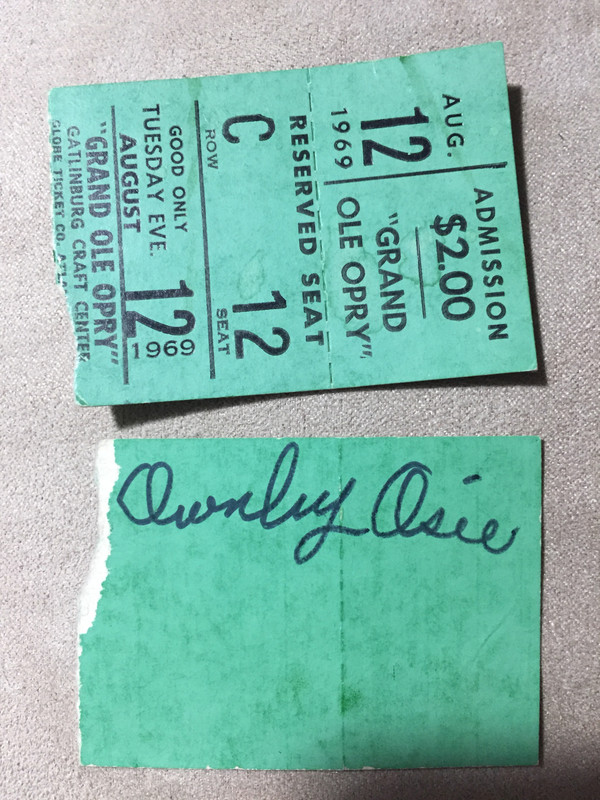 AUG.
12
1969
ADMISSION
$2.00
"GRAND
OLE OPRY"
RESERVED SEAT
C
ROW
12
SEAT
GOOD ONLY
TUESDAY EVE.
AUGUST
12
1969
"GRAND OLE OPRY"
GATLINBURG CRAFT CENTER
GLOBE TICKET CO.
Ownby Osie